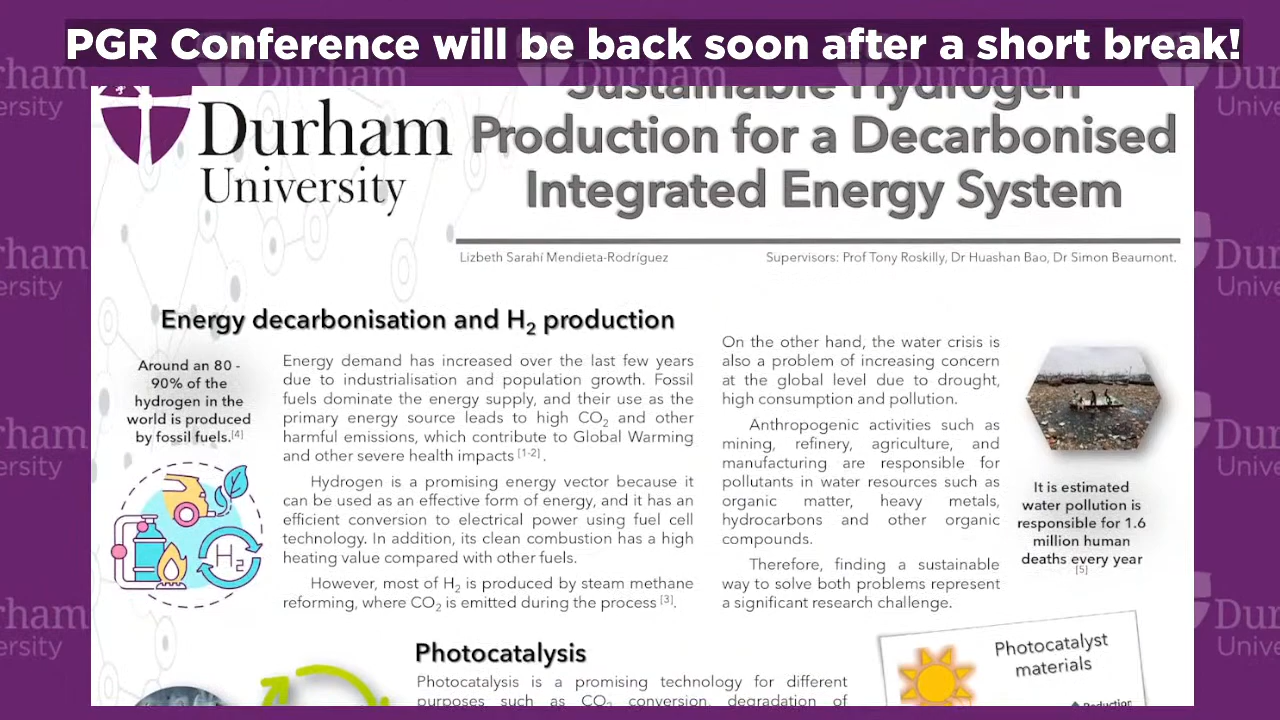 PGR Conference will be back soon after a short break!
Durham
University
Sustainable Hydrogen
Production for a Decarbonised
Integrated Energy System
Lizbeth Sarahí Mendieta-Rodríguez
Supervisors: Prof Tony Roskilly, Dr Huashan Bao, Dr Simon Beaumont.
Energy decarbonisation and H₂ production
Around an 80 -
90% of the
hydrogen in the
world is produced
by fossil fuels.[4]
H₂
Energy demand has increased over the last few years
due to industrialisation and population growth. Fossil
fuels dominate the energy supply, and their use as the
primary energy source leads to high CO₂ and other
harmful emissions, which contribute to Global Warming
and other severe health impacts [1-2].
Hydrogen is a promising energy vector because it
can be used as an effective form of energy, and it has an
efficient conversion to electrical power using fuel cell
technology. In addition, its clean combustion has a high
heating value compared with other fuels.
However, most of H₂ is produced by stem methane
reforming, where CO₂ is emitted during the process [3].
On the other hand, the water crisis is
also a problem of increasing concern
at the global level due to drought,
high consumption and pollution.
Anthropogenic activities such as
mining, refinery, agriculture, and
manufacturing are responsible for
pollutants in water resources such as
organic matter, heavy metals,
hydrocarbons and other organic
compounds.
Therefore, finding a sustainable
way to solve both problems represent
a significant research challenge.
It is estimated
water pollution is
responsible for 1.6
million human
deaths every year
[5]
Photocatalysis
Photocatalysis is a promising technology for different
purposes such as CO₂ conversion, degradation of
Photocatalyst
materials
Reduction